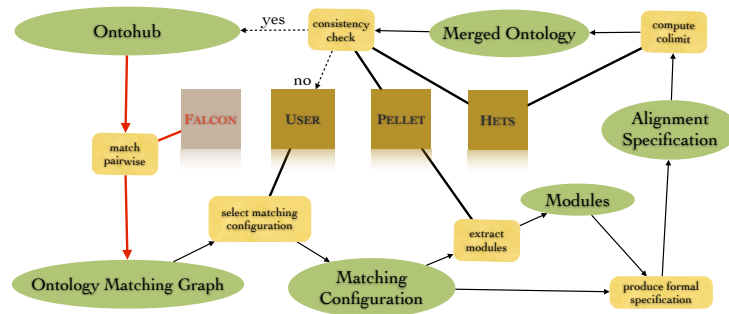 yes
consistency
check
Merged Ontology
compute
colimit
Ontohub
no
FALCON
USER
PELLET
HETS
Alignment
Specification
match
pairwise
select matching
configuration
Modules
extract
modules
Ontology Matching Graph
Matching
Configuration
produce formal
specification